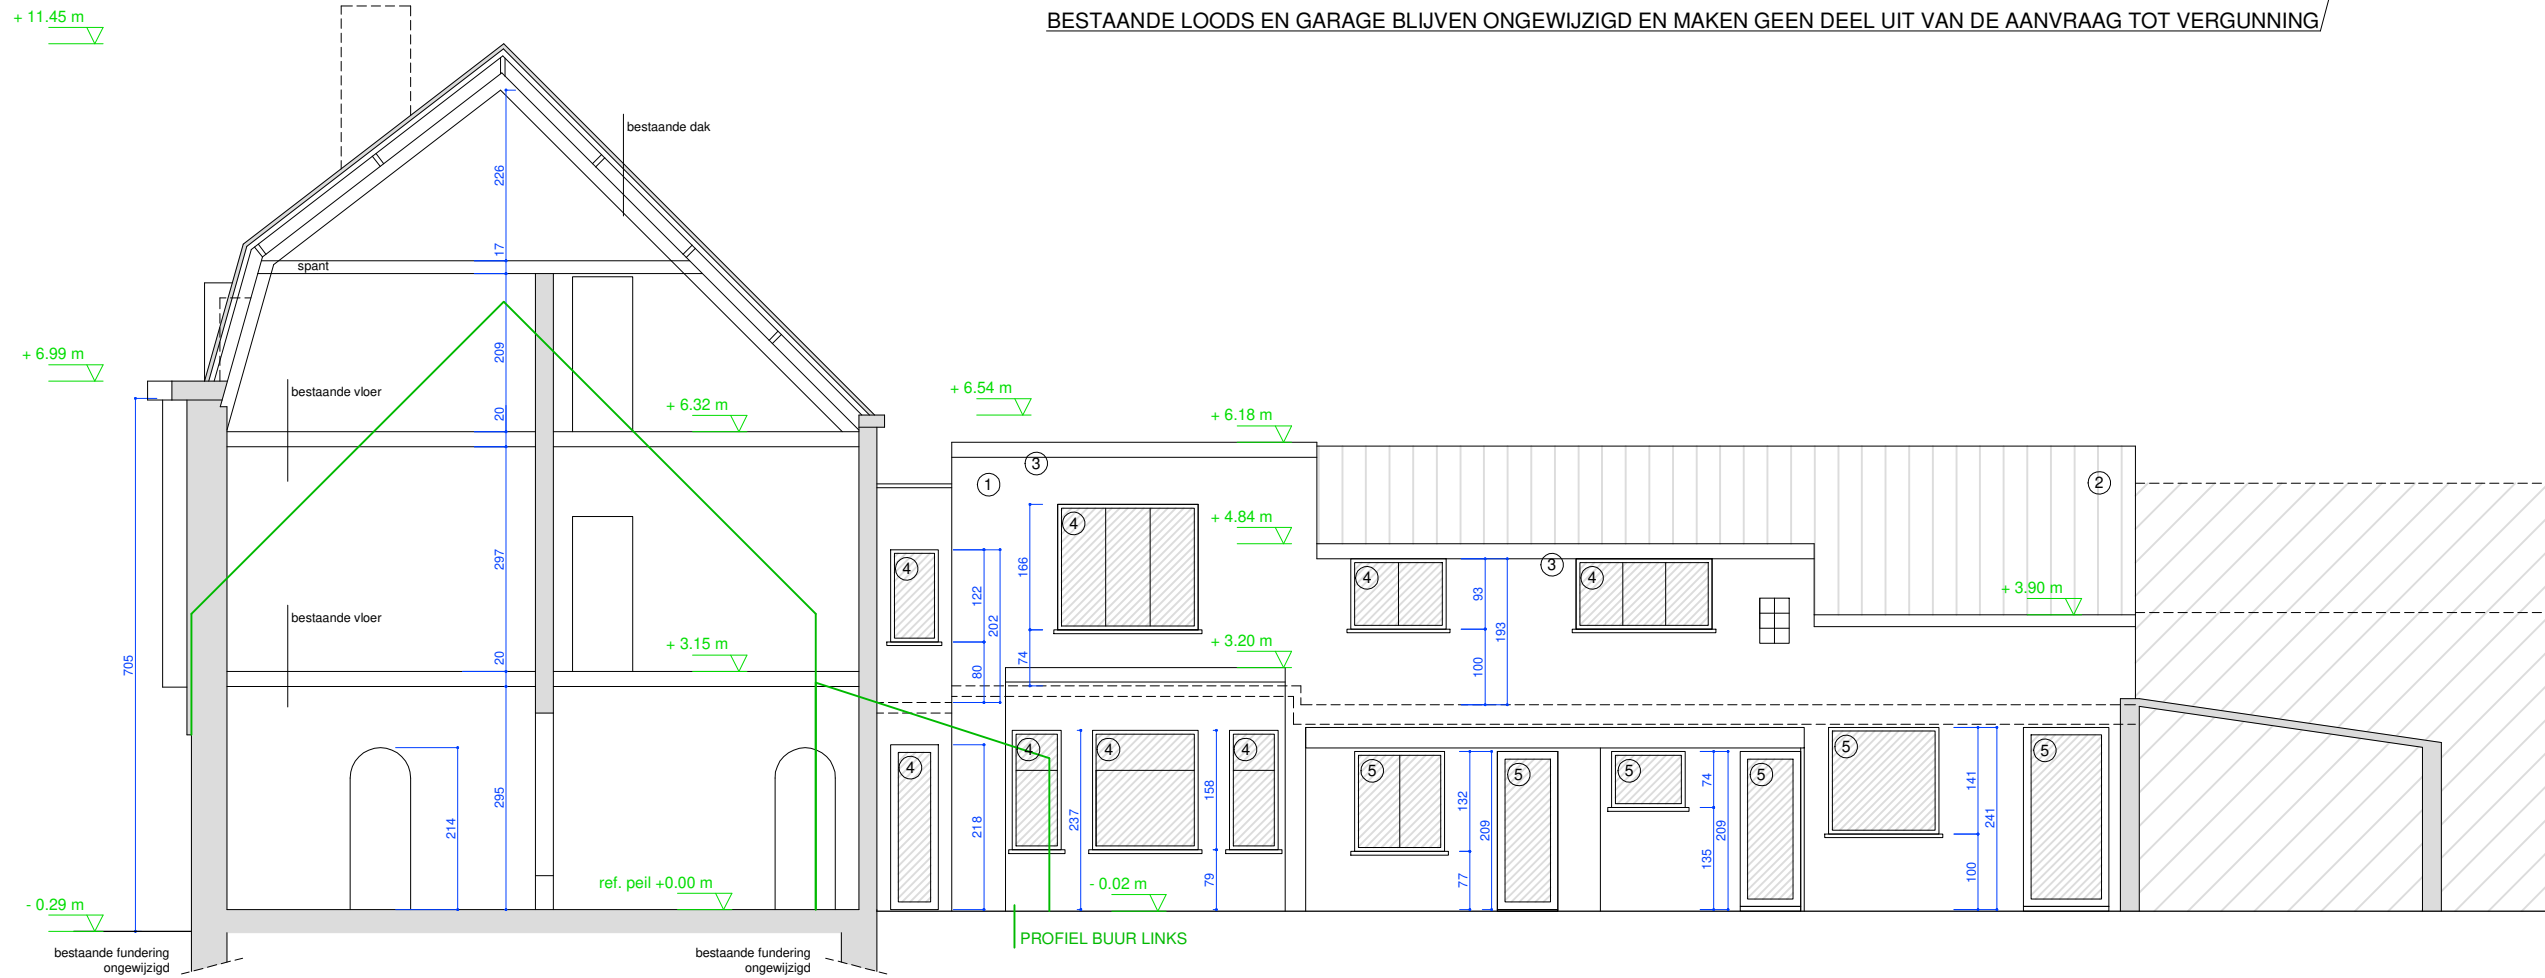 BESTAANDE LOODS EN GARAGE BLIJVEN ONGEWIJZIGD EN MAKEN GEEN DEEL UIT VAN DE AANVRAAG TOT VERGUNNING
+ 11.45 m
bestaande dak
226
17
spant
209
+ 6.99 m
bestaande vloer
20
+ 6.32 m
+ 6.54 m
+ 6.18 m
3
1
2
4
166
+ 4.84 m
297
4
122
202
4
93
193
3
4
+ 3.90 m
bestaande vloer
705
20
+ 3.15 m
80
74
+ 3.20 m
100
4
4
4
4
5
5
5
5
5
5
214
295
218
237
158
79
132
77
209
74
135
209
141
100
241
ref. peil +0.00 m
- 0.02 m
- 0.29 m
PROFIEL BUUR LINKS
bestaande fundering
ongewijzigd
bestaande fundering
ongewijzigd